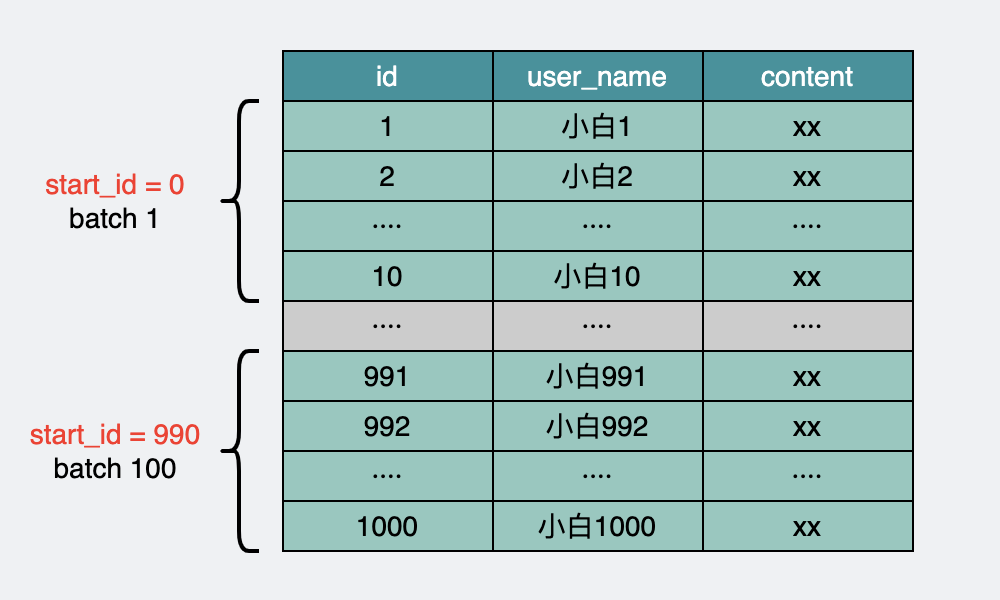 id user_name content
1 小白1 xx
2 小白2 xx
.... .... ....
10 小白10 xx
.... .... ....
991 小白991 xx
992 小白992 xx
.... .... ....
1000 小白1000 xx
start_id = 0
batch 1
start_id = 990
batch 100